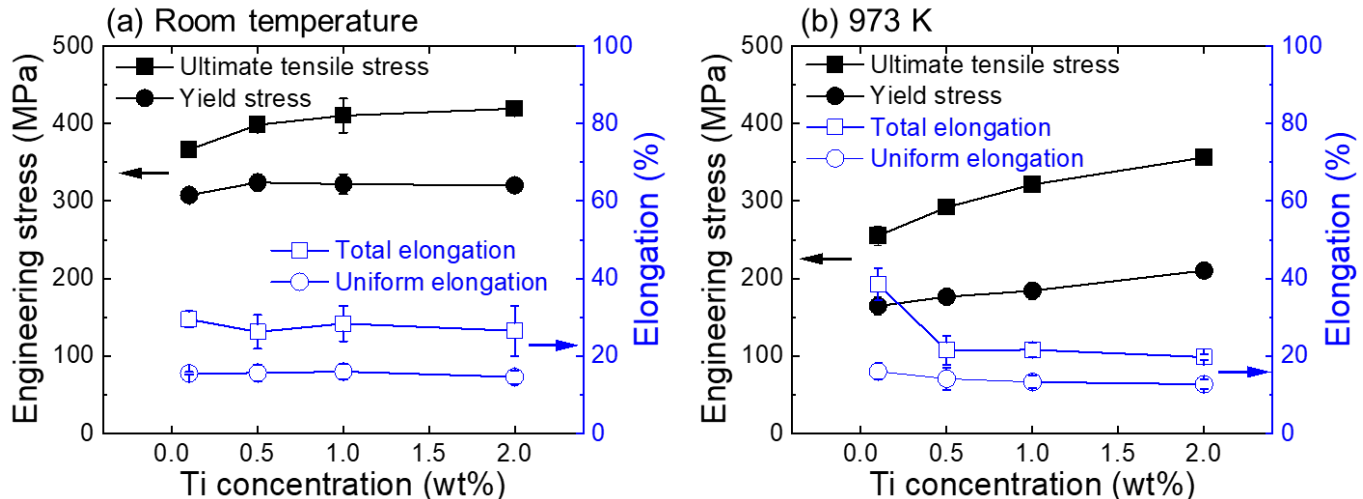 (a) Room temperature
500
400
300
200
100
0
Engineering stress (MPa)
Ultimate tensile stress
Yield stress
Total elongation
Uniform elongation
100
80
60
40
20
0
Elongation (%)
0.0 0.5 1.0 1.5 2.0
Ti concentration (wt%)
(b) 973 K
500
400
300
200
100
0
Engineering stress (MPa)
Ultimate tensile stress
Yield stress
Total elongation
Uniform elongation
100
80
60
40
20
0
Elongation (%)
0.0 0.5 1.0 1.5 2.0
Ti concentration (wt%)